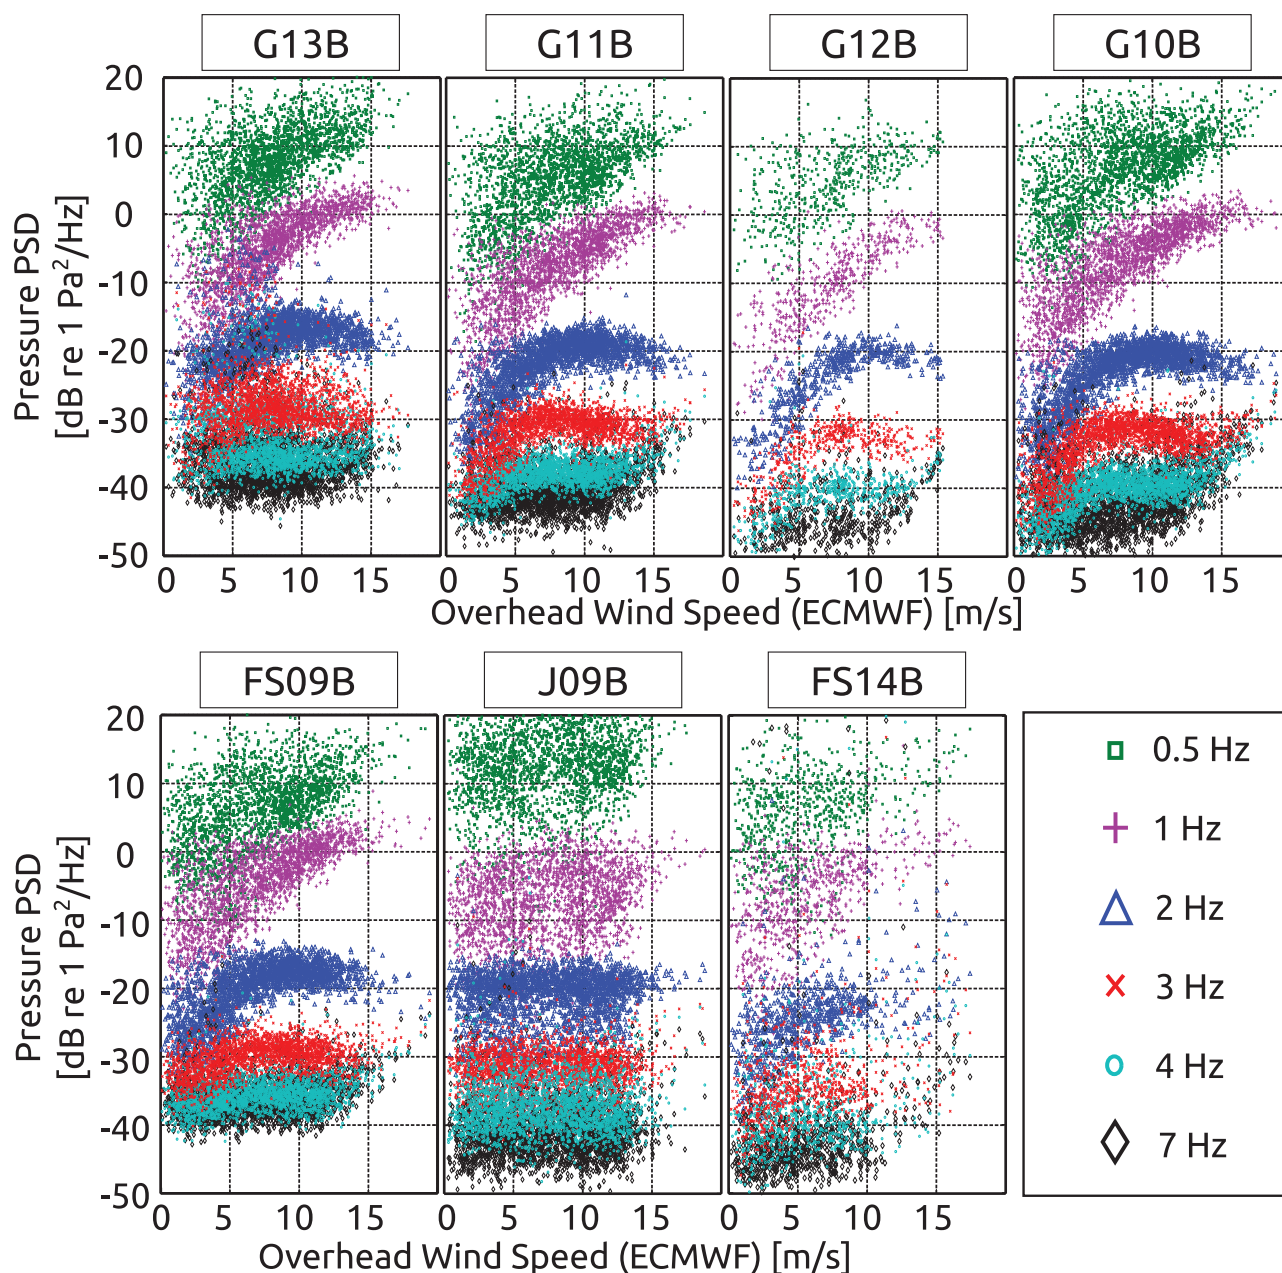 G13B G11B G12B G10B
Pressure PSD
[dB re 1 Pa²/Hz]
20
10
0
-10
-20
-30
-40
-50
0 5 10 15 0 5 10 15 0 5 10 15 0 5 10 15
Overhead Wind Speed (ECMWF) [m/s]
FS09B J09B FS14B
Pressure PSD
[dB re 1 Pa²/Hz]
20
10
0
-10
-20
-30
-40
-50
0 5 10 15 0 5 10 15 0 5 10 15
Overhead Wind Speed (ECMWF) [m/s]
0.5 Hz
1 Hz
2 Hz
3 Hz
4 Hz
7 Hz